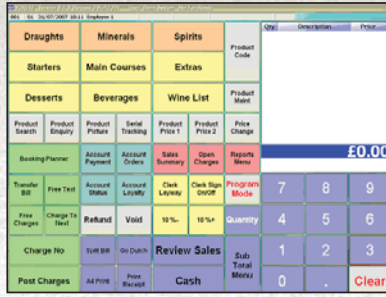 001 01 31/07/2007 10:11 Employee 1
Draughts Minerals Spirits Product Code
Qty Description Price
Starters Main Courses Extras
Desserts Beverages Wine List Product Maint
Product Search Product Enquiry Product Picture Serial Tracking Product Price 1 Product Price 2 Price Change
£0.00
Booking Planner Account Payment Account Orders Sales Summary Open Charges Reports Menu
Transfer Bill Free Text Account Status Account Loyalty Clerk Layway Clerk Sign On/Off Program Mode 7 8 9
Free Charges Charge To Next Refund Void 10 %- 10 %+ Quantity 4 5 6
Charge No Split Bill Go Dutch Review Sales Sub Total Menu 1 2 3
Post Charges A4 Print Print Receipt Cash 0 . Clear